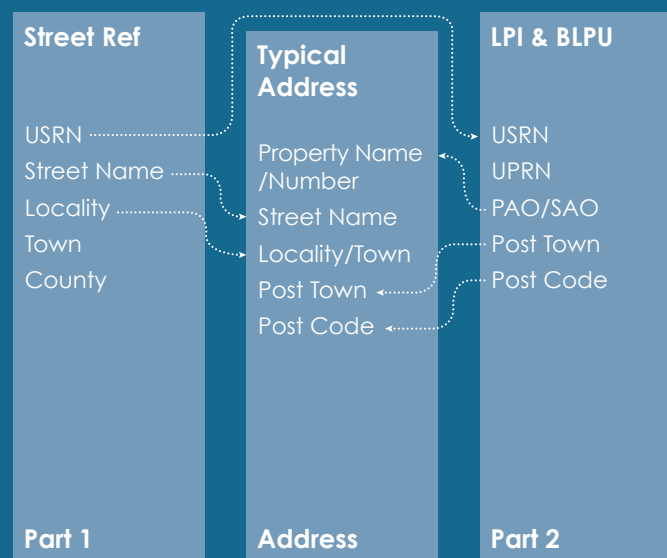 Street Ref
USRN
Street Name
Locality
Town
County
Part 1
Typical
Address
Property Name
/Number
Street Name
Locality/Town
Post Town
Post Code
Address
LPI & BLPU
USRN
UPRN
PAO/SAO
Post Town
Post Code
Part 2